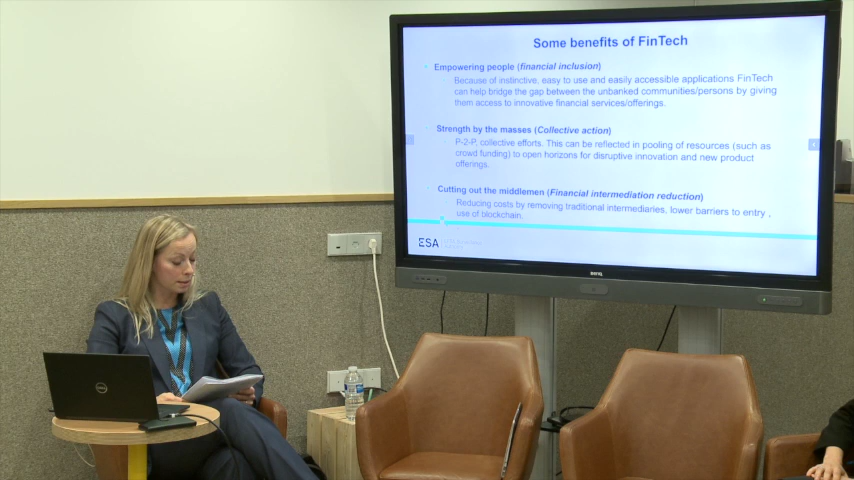 Some benefits of FinTech
Empowering people (financial inclusion)
Because of instinctive, easy to use and easily accessible applications FinTech
can help bridge the gap between the unbanked communities/persons by giving
them access to innovative financial services/offerings.
Strength by the masses (Collective action)
P-2-P, collective efforts. This can be reflected in pooling of resources (such as
crowd funding) to open horizons for disruptive innovation and new product
offerings.
Cutting out the middlemen (Financial intermediation reduction)
Reducing costs by removing traditional intermediaries, lower barriers to entry ,
use of blockchain.
ESA
BenQ
DELL